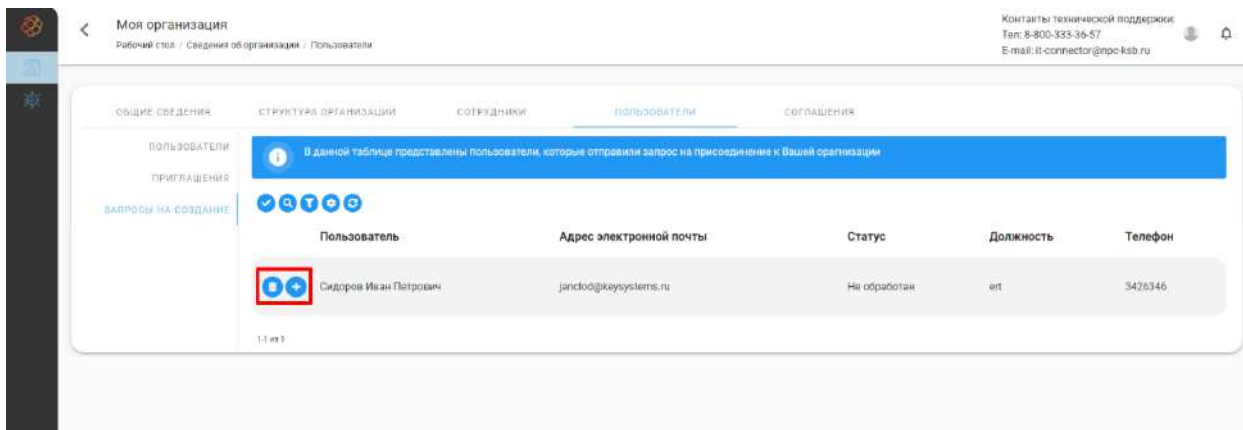 Моя организация
Рабочий стол / Сведения об организации / Пользователи
Контакты технической поддержки:
Тел: 8-800-333-36-57
E-mail: it-connector@npc-ksb.ru
ОБЩИЕ СВЕДЕНИЯ СТРУКТУРА ОРГАНИЗАЦИИ СОТРУДНИКИ ПОЛЬЗОВАТЕЛИ СОГЛАШЕНИЯ
ПОЛЬЗОВАТЕЛИ
ПРИГЛАШЕНИЯ
ЗАПРОСЫ НА СОЗДАНИЕ
В данной таблице представлены пользователи, которые отправили запрос на присоединение к Вашей орагнизации
Пользователь Адрес электронной почты Статус Должность Телефон
Сидоров Иван Петрович janclod@keysystems.ru Не обработан ert 3426346
1-1 из 1